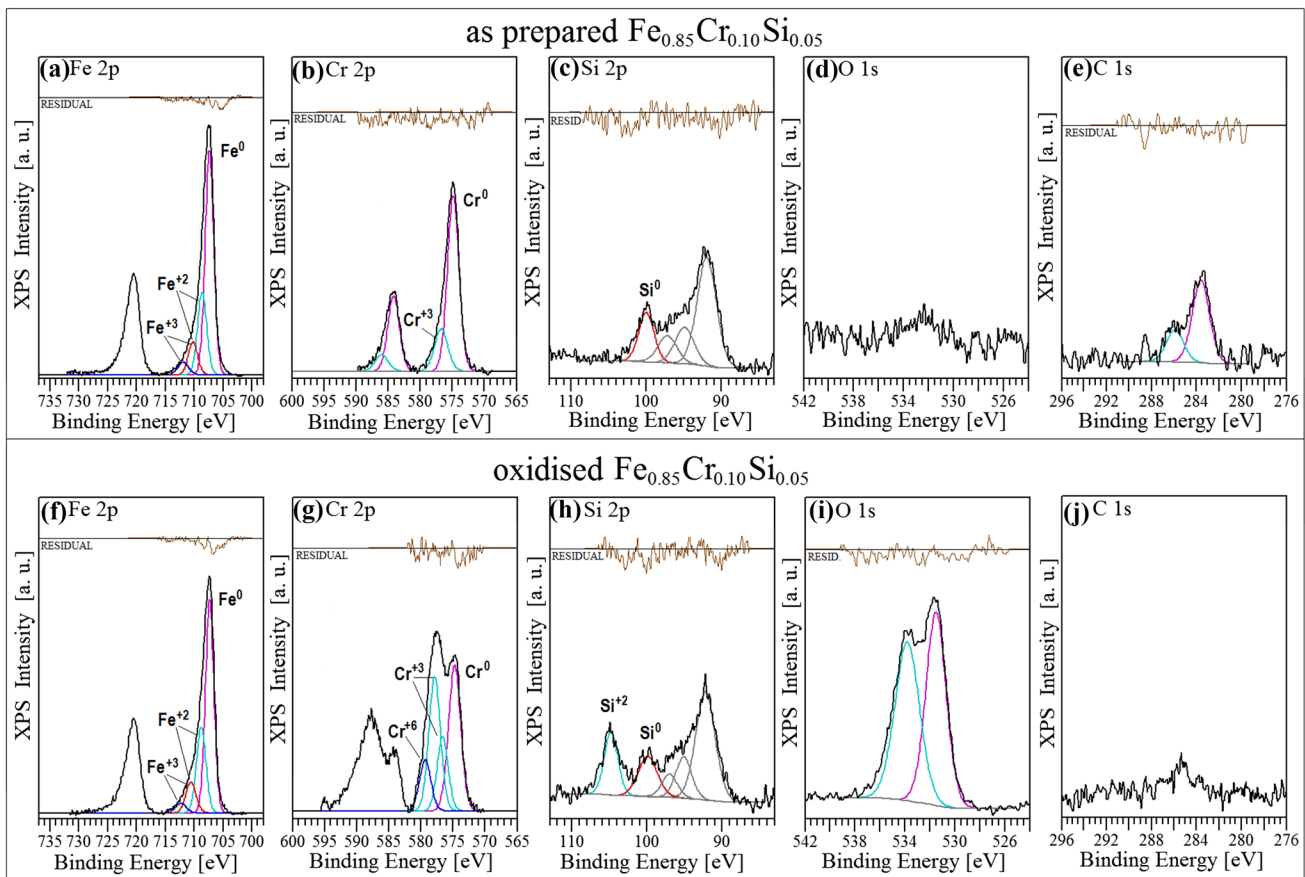 as prepared Fe0.85Cr0.10Si0.05
(a) Fe 2p
RESIDUAL
Fe0
Fe+2
Fe+3
XPS Intensity [a. u.]
735 725 720 715 710 705 700
Binding Energy [eV]
(b) Cr 2p
RESIDUAL
Cr0
Cr+3
XPS Intensity [a. u.]
600 595 590 585 580 575 570 565
Binding Energy [eV]
(c) Si 2p
RESID
Si0
XPS Intensity [a. u.]
110 100 90
Binding Energy [eV]
(d) O 1s
XPS Intensity [a. u.]
542 538 534 530 526
Binding Energy [eV]
(e) C 1s
RESIDUAL
XPS Intensity [a. u.]
296 292 288 284 280 276
Binding Energy [eV]
oxidised Fe0.85Cr0.10Si0.05
(f) Fe 2p
RESIDUAL
Fe0
Fe+2
Fe+3
XPS Intensity [a. u.]
735 725 720 715 710 705 700
Binding Energy [eV]
(g) Cr 2p
RESIDUAL
Cr+3
Cr0
Cr+6
XPS Intensity [a. u.]
600 595 590 585 580 575 570 565
Binding Energy [eV]
(h) Si 2p
RESIDUAL
Si+2
Si0
XPS Intensity [a. u.]
110 100 90
Binding Energy [eV]
(i) O 1s
RESID.
XPS Intensity [a. u.]
542 538 534 530 526
Binding Energy [eV]
(j) C 1s
XPS Intensity [a. u.]
296 292 288 284 280 276
Binding Energy [eV]